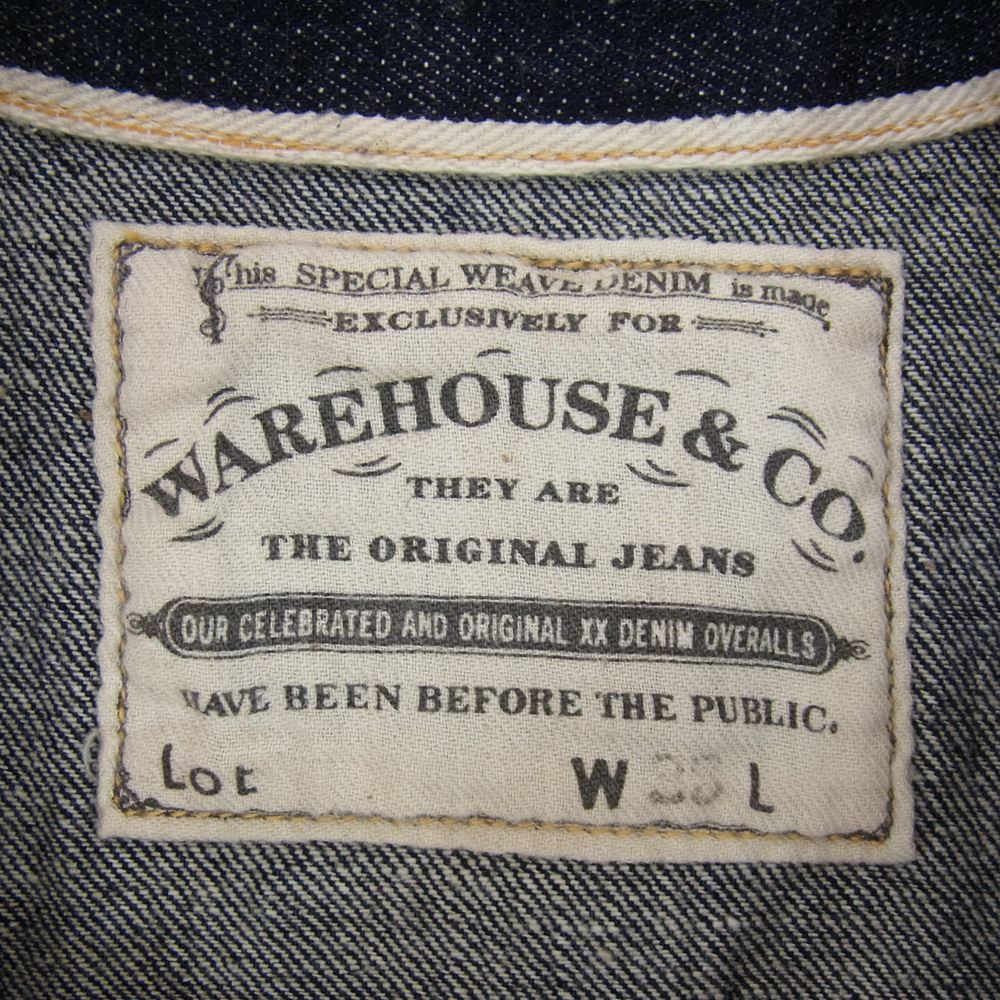 This SPECIAL WEAVE DENIM is made
EXCLUSIVELY FOR
WAREHOUSE & CO.
THEY ARE
THE ORIGINAL JEANS
OUR CELEBRATED AND ORIGINAL XX DENIM OVERALLS
HAVE BEEN BEFORE THE PUBLIC.
Lot W L